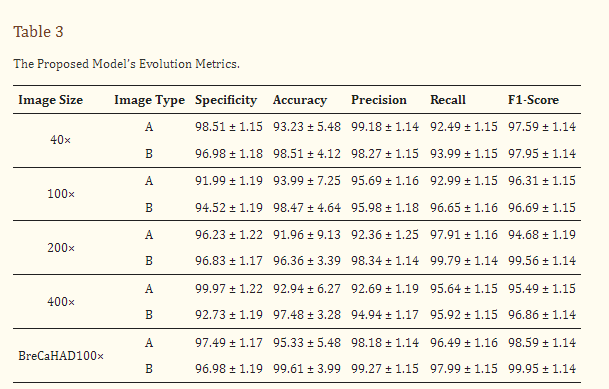 Table 3
The Proposed Model's Evolution Metrics.
Image Size Image Type Specificity Accuracy Precision Recall F1-Score
40× A 98.51 ± 1.15 93.23 ± 5.48 99.18 ± 1.14 92.49 ± 1.15 97.59 ± 1.14
B 96.98 ± 1.18 98.51 ± 4.12 98.27 ± 1.15 93.99 ± 1.15 97.95 ± 1.14
100× A 91.99 ± 1.19 93.99 ± 7.25 95.69 ± 1.16 92.99 ± 1.15 96.31 ± 1.15
B 94.52 ± 1.19 98.47 ± 4.64 95.98 ± 1.18 96.65 ± 1.16 96.69 ± 1.15
200× A 96.23 ± 1.22 91.96 ± 9.13 92.36 ± 1.25 97.91 ± 1.16 94.68 ± 1.19
B 96.83 ± 1.17 96.36 ± 3.39 98.34 ± 1.14 99.79 ± 1.14 99.56 ± 1.14
400× A 99.97 ± 1.22 92.94 ± 6.27 92.69 ± 1.19 95.64 ± 1.15 95.49 ± 1.15
B 92.73 ± 1.19 97.48 ± 3.28 94.94 ± 1.17 95.92 ± 1.15 96.86 ± 1.14
BreCaHAD100× A 97.49 ± 1.17 95.33 ± 5.48 98.18 ± 1.14 96.49 ± 1.16 98.59 ± 1.14
B 96.98 ± 1.19 99.61 ± 3.99 99.27 ± 1.15 97.99 ± 1.15 99.95 ± 1.14